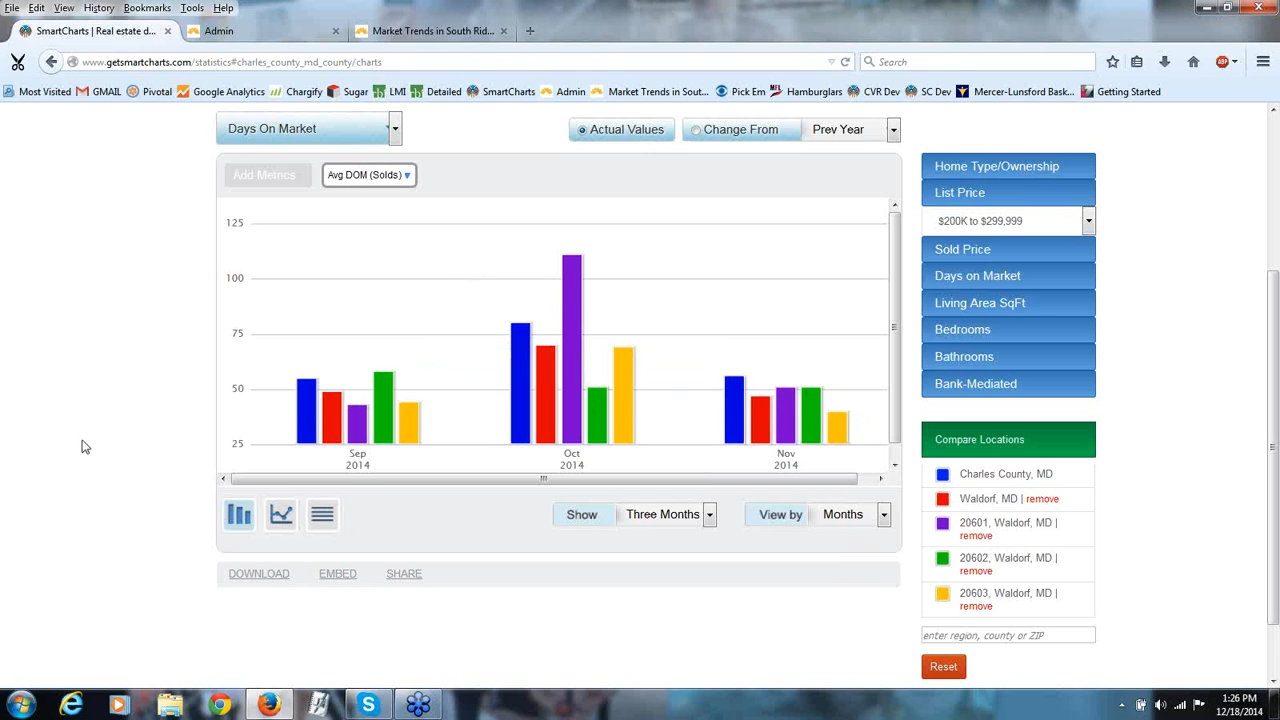 File Edit View History Bookmarks Tools Help
SmartCharts | Real estate d... × Admin × Market Trends in South Rid... × +
www.getsmartcharts.com/statistics#charles_county_md_county/charts Search
Most Visited GMAIL Pivotal Google Analytics Chargify Sugar LMI Detailed SmartCharts Admin Market Trends in Sout... Pick Em Hamburglars CVR Dev SC Dev Mercer-Lunsford Bask... Getting Started
Days On Market Actual Values Change From Prev Year
Add Metrics Avg DOM (Solds)
125
100
75
50
25
Sep Oct Nov
2014 2014 2014
Show Three Months View by Months
DOWNLOAD EMBED SHARE
Home Type/Ownership
List Price
$200K to $299,999
Sold Price
Days on Market
Living Area SqFt
Bedrooms
Bathrooms
Bank-Mediated
Compare Locations
Charles County, MD
Waldorf, MD | remove
20601, Waldorf, MD |
remove
20602, Waldorf, MD |
remove
20603, Waldorf, MD |
remove
enter region, county or ZIP
Reset
1:26 PM
12/18/2014